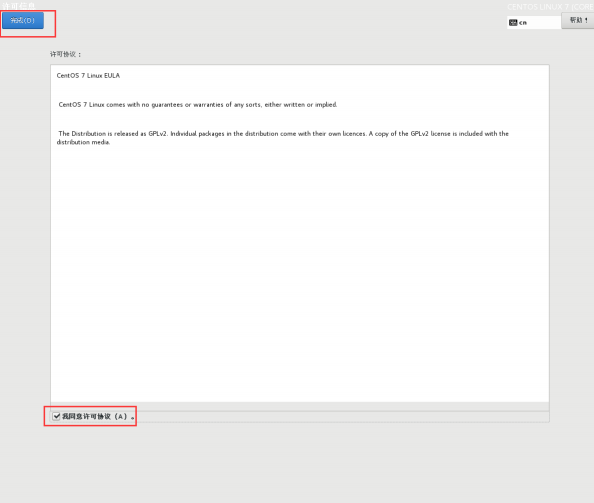 许可信息
CENTOS LINUX 7 (CORE)
完成(D)
cn
帮助！
许可协议：
CentOS 7 Linux EULA
CentOS 7 Linux comes with no guarantees or warranties of any sorts, either written or implied.
The Distribution is released as GPLv2. Individual packages in the distribution come with their own licences. A copy of the GPLv2 license is included with the
distribution media.
我同意许可协议（A）。